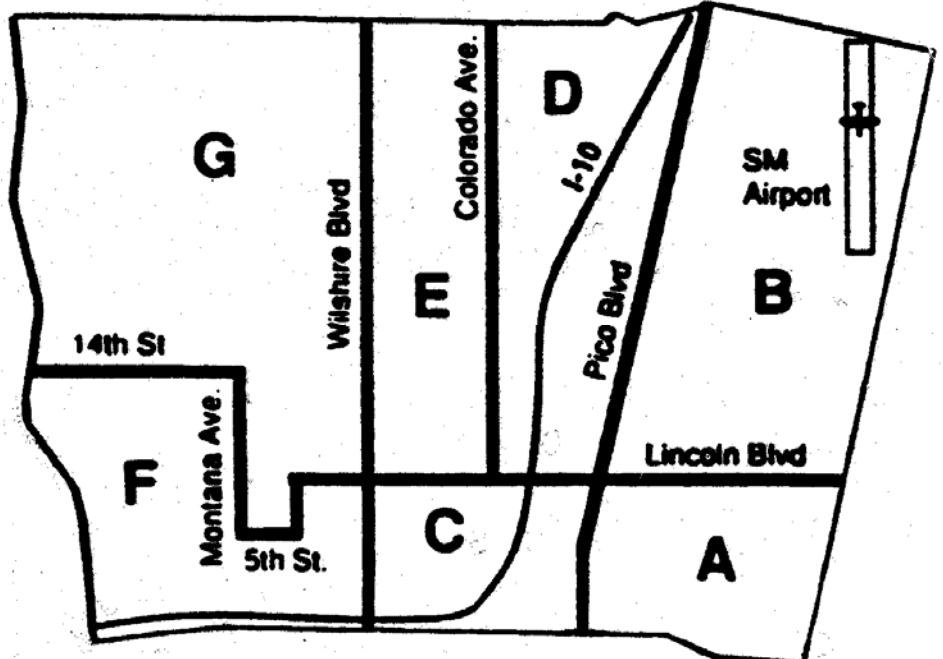 Colorado Ave.
D
G
I-10
SM
Airport
Wilshire Blvd
E
B
Pico Blvd
14th St
Montana Ave.
Lincoln Blvd
F
C
5th St.
A